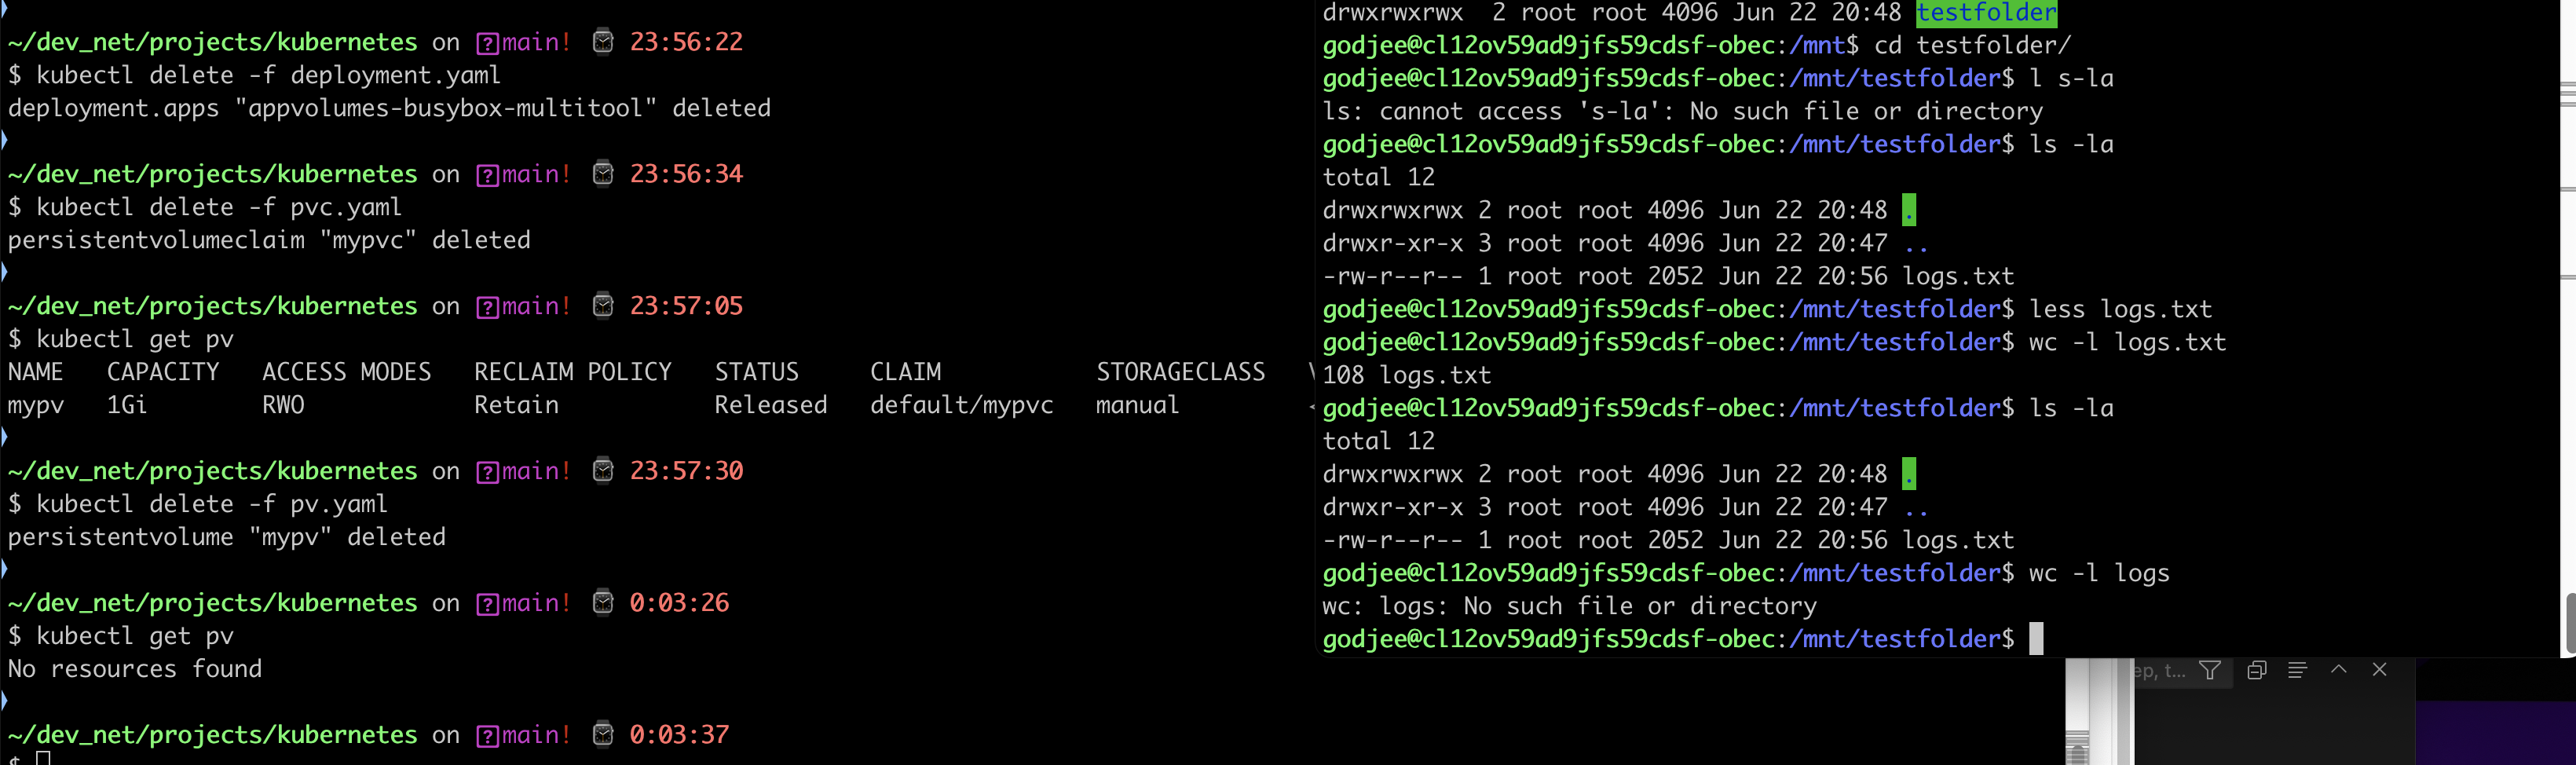 ~/dev_net/projects/kubernetes on ?main! 23:56:22
$ kubectl delete -f deployment.yaml
deployment.apps "appvolumes-busybox-multitool" deleted
~/dev_net/projects/kubernetes on ?main! 23:56:34
$ kubectl delete -f pvc.yaml
persistentvolumeclaim "mypvc" deleted
~/dev_net/projects/kubernetes on ?main! 23:57:05
$ kubectl get pv
NAME CAPACITY ACCESS MODES RECLAIM POLICY STATUS CLAIM STORAGECLASS
mypv 1Gi RWO Retain Released default/mypvc manual
~/dev_net/projects/kubernetes on ?main! 23:57:30
$ kubectl delete -f pv.yaml
persistentvolume "mypv" deleted
~/dev_net/projects/kubernetes on ?main! 0:03:26
$ kubectl get pv
No resources found
~/dev_net/projects/kubernetes on ?main! 0:03:37
$
drwxrwxrwx 2 root root 4096 Jun 22 20:48 testfolder
godjee@cl12ov59ad9jfs59cdsf-obec:/mnt$ cd testfolder/
godjee@cl12ov59ad9jfs59cdsf-obec:/mnt/testfolder$ l s-la
ls: cannot access 's-la': No such file or directory
godjee@cl12ov59ad9jfs59cdsf-obec:/mnt/testfolder$ ls -la
total 12
drwxrwxrwx 2 root root 4096 Jun 22 20:48 .
drwxr-xr-x 3 root root 4096 Jun 22 20:47 ..
-rw-r--r-- 1 root root 2052 Jun 22 20:56 logs.txt
godjee@cl12ov59ad9jfs59cdsf-obec:/mnt/testfolder$ less logs.txt
godjee@cl12ov59ad9jfs59cdsf-obec:/mnt/testfolder$ wc -l logs.txt
108 logs.txt
godjee@cl12ov59ad9jfs59cdsf-obec:/mnt/testfolder$ ls -la
total 12
drwxrwxrwx 2 root root 4096 Jun 22 20:48 .
drwxr-xr-x 3 root root 4096 Jun 22 20:47 ..
-rw-r--r-- 1 root root 2052 Jun 22 20:56 logs.txt
godjee@cl12ov59ad9jfs59cdsf-obec:/mnt/testfolder$ wc -l logs
wc: logs: No such file or directory
godjee@cl12ov59ad9jfs59cdsf-obec:/mnt/testfolder$